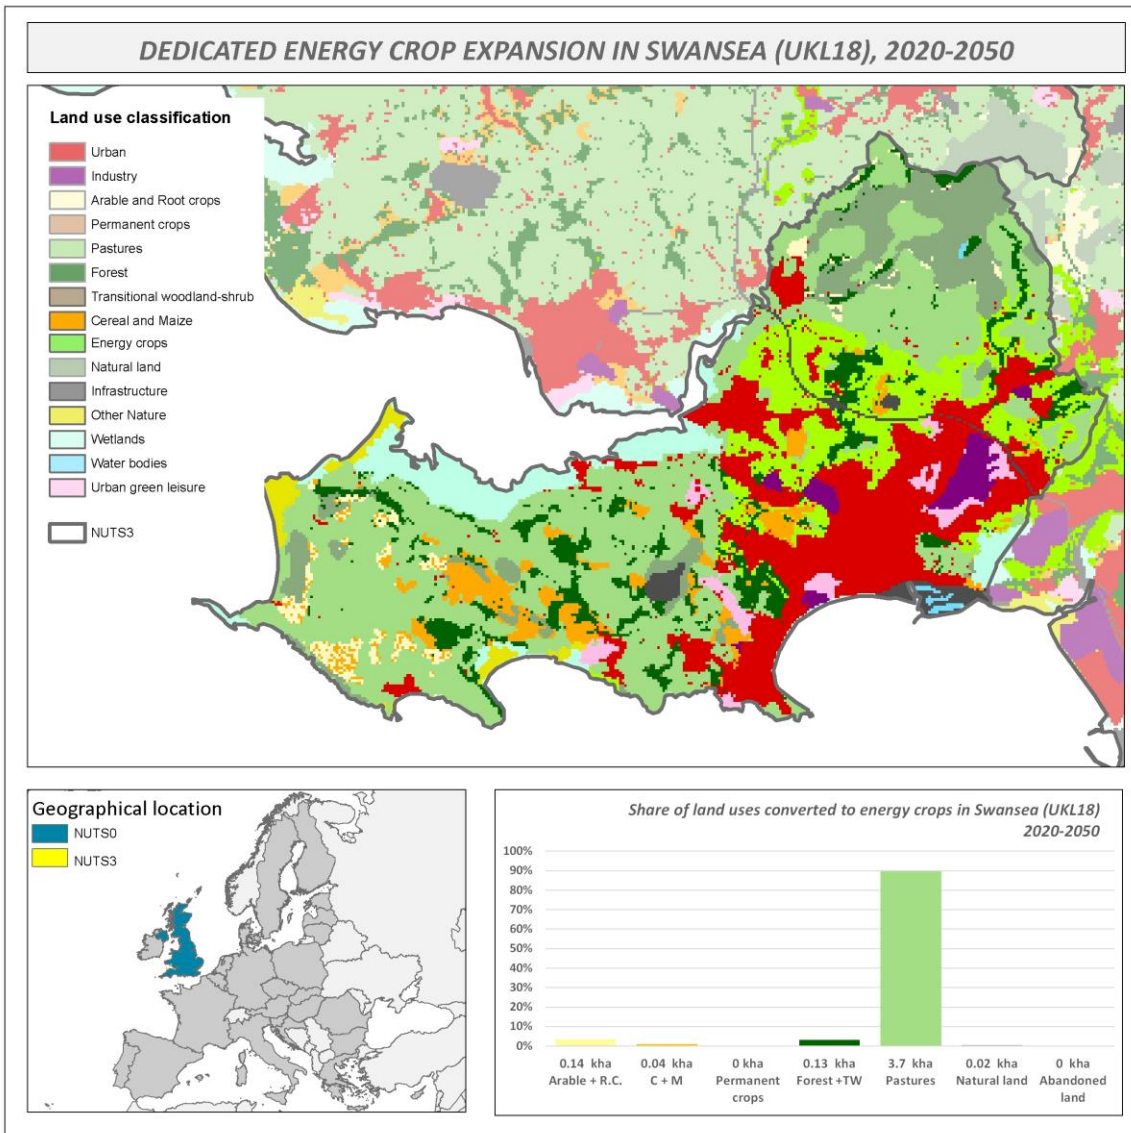 DEDICATED ENERGY CROP EXPANSION IN SWANSEA (UKL18), 2020-2050
Land use classification
Urban
Industry
Arable and Root crops
Permanent crops
Pastures
Forest
Transitional woodland-shrub
Cereal and Maize
Energy crops
Natural land
Infrastructure
Other Nature
Wetlands
Water bodies
Urban green leisure
NUTS3
Geographical location
NUTS0
NUTS3
Share of land uses converted to energy crops in Swansea (UKL18)
2020-2050
100%
90%
80%
70%
60%
50%
40%
30%
20%
10%
0%
0.14 kha 0.04 kha 0 kha 0.13 kha 3.7 kha 0.02 kha 0 kha
Arable + R.C. C + M Permanent Forest +TW Pastures Natural land Abandoned
crops land